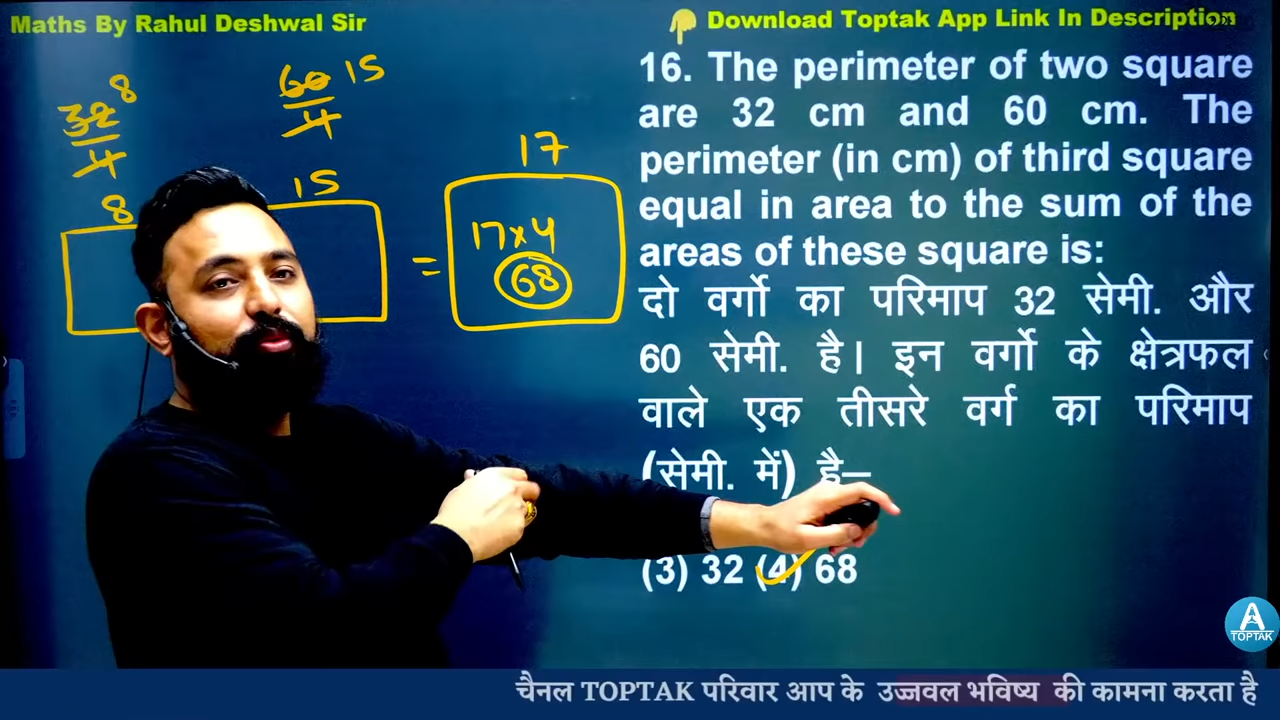 Maths By Rahul Deshwal Sir
Download Toptak App Link In Description
32/4 8
60/4 15
8
15
=
17
17×4
68
16. The perimeter of two square
are 32 cm and 60 cm. The
perimeter (in cm) of third square
equal in area to the sum of the
areas of these square is:
दो वर्गो का परिमाप 32 सेमी. और
60 सेमी. है। इन वर्गो के क्षेत्रफल
वाले एक तीसरे वर्ग का परिमाप
(सेमी. में) है–
(3) 32 (4) 68
A
TOPTAK
चैनल TOPTAK परिवार आप के उज्जवल भविष्य की कामना करता है